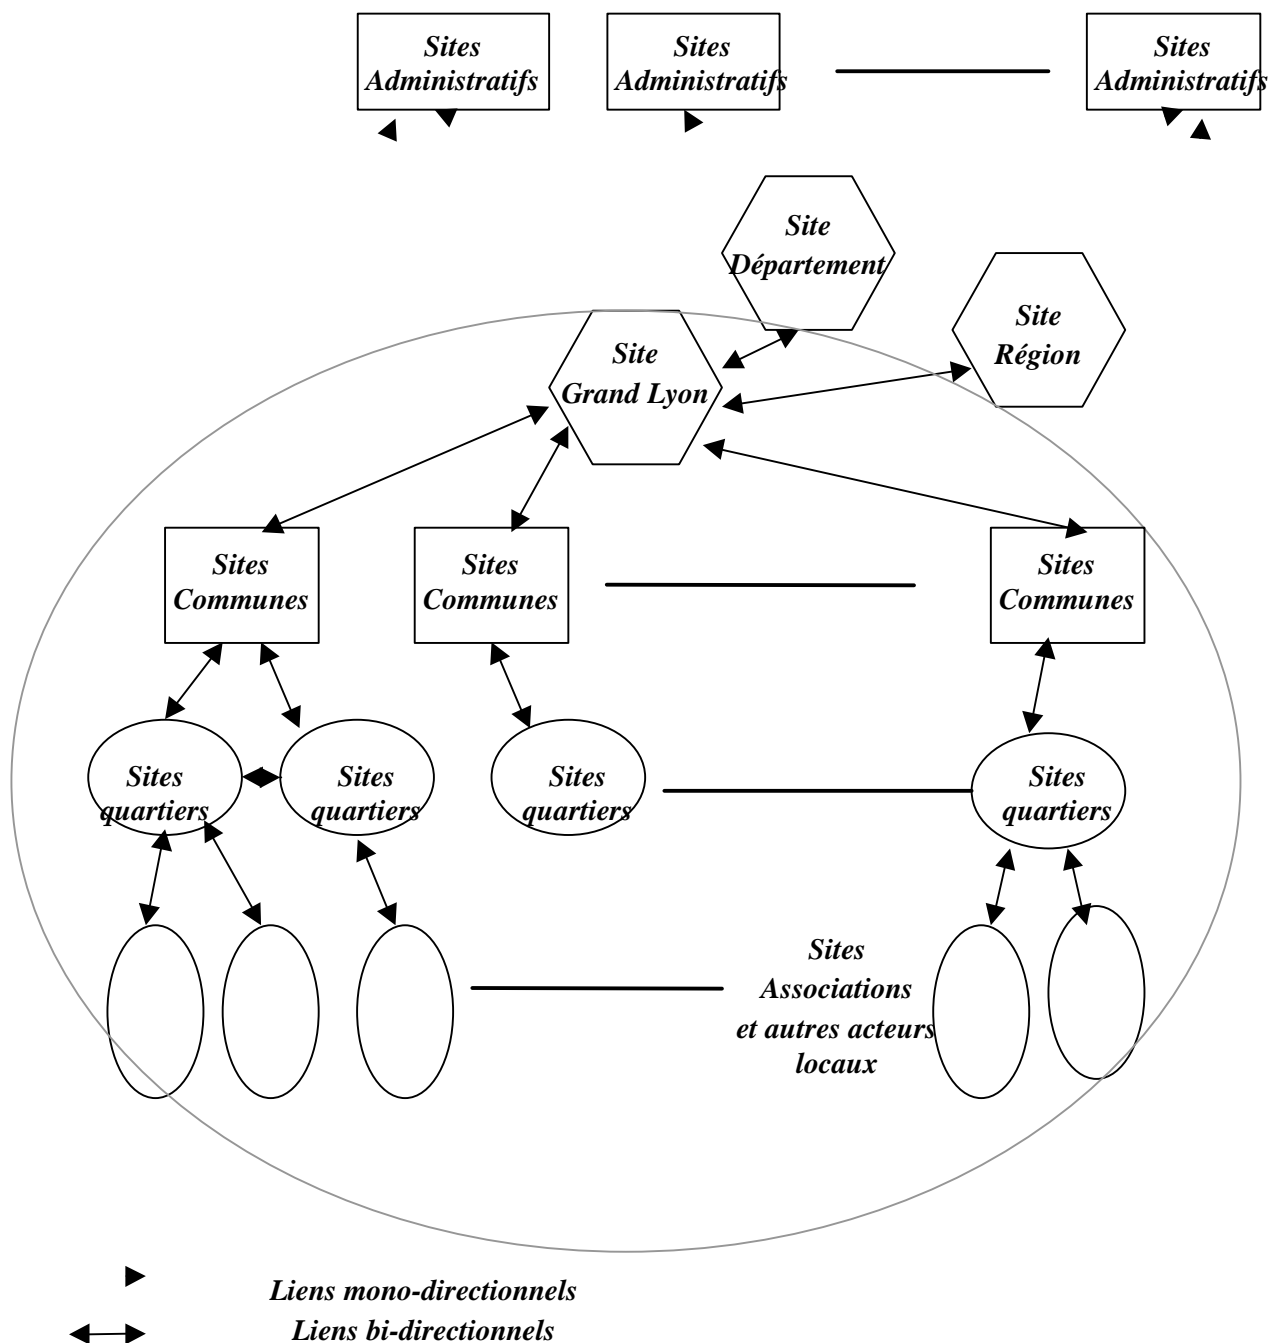 Sites
Administratifs
Sites
Administratifs
Sites
Administratifs
Site
Département
Site
Région
Site
Grand Lyon
Sites
Communes
Sites
Communes
Sites
Communes
Sites
quartiers
Sites
quartiers
Sites
quartiers
Sites
quartiers
Sites
Associations
et autres acteurs
locaux
Liens mono-directionnels
Liens bi-directionnels